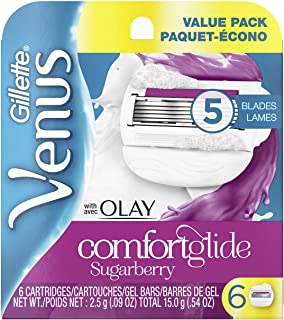 VALUE PACK
PAQUET-ÉCONO
Gillette
Venus
5 BLADES
LAMES
with
avec OLAY
comfortglide
Sugarberry
6 CARTRIDGES/CARTOUCHES/GEL BARS/BARRES DE GEL
NET WT./POIDS NET : 2.5 g (.09 OZ) TOTAL 15.0 g (.54 OZ)
6